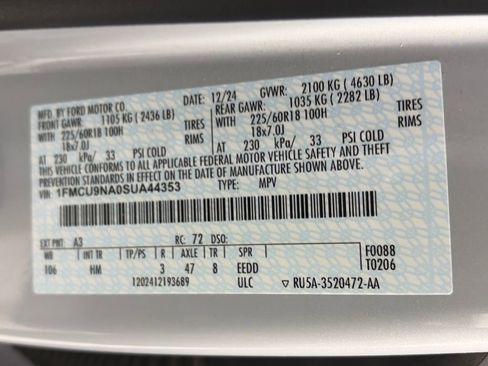 MFD. BY FORD MOTOR CO. 12/24 GVWR: 2100 KG ( 4630 LB)
FRONT GAWR: 1105 KG ( 2436 LB) REAR GAWR: 1035 KG ( 2282 LB)
WITH 225/60R18 100H TIRES WITH 225/60R18 100H TIRES
18x7.0J RIMS 18x7.0J RIMS
AT 230 kPa/ 33 PSI COLD AT 230 kPa/ 33 PSI COLD
THIS VEHICLE CONFORMS TO ALL APPLICABLE FEDERAL MOTOR VEHICLE SAFETY AND THEFT
PREVENTION STANDARDS IN EFFECT ON THE DATE OF MANUFACTURE SHOWN ABOVE.
VIN: 1FMCU9NA0SUA44353 TYPE: MPV
EXT PNT: A3 RC: 72 DSO: F0088
WB INT TR TP/PS R A TR SPR T0206
106 HM 3 47 8 EEDD
1202412193689 ULC ▽ RU5A-3520472-AA